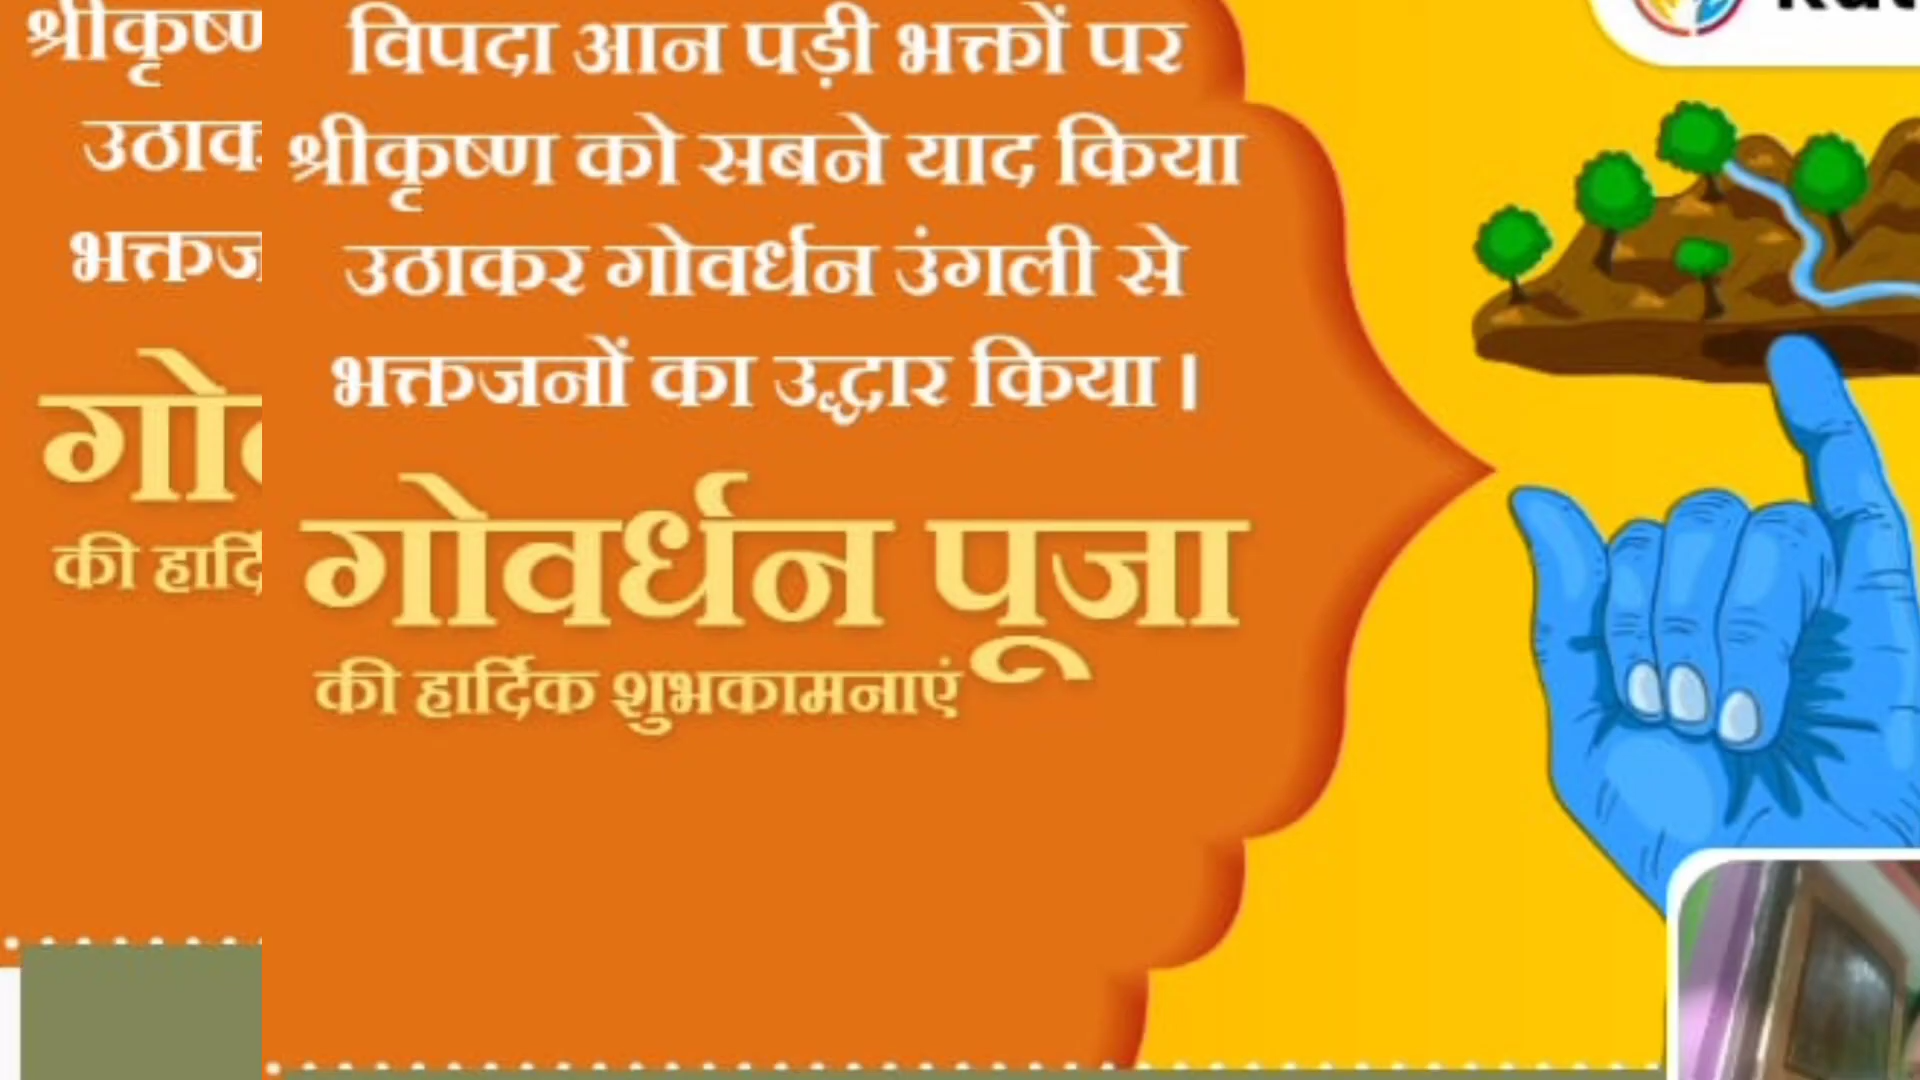 विपदा आन पड़ी भक्तों पर
श्रीकृष्ण को सबने याद किया
उठाकर गोवर्धन उंगली से
भक्तजनों का उद्धार किया।
गोवर्धन पूजा
की हार्दिक शुभकामनाएं